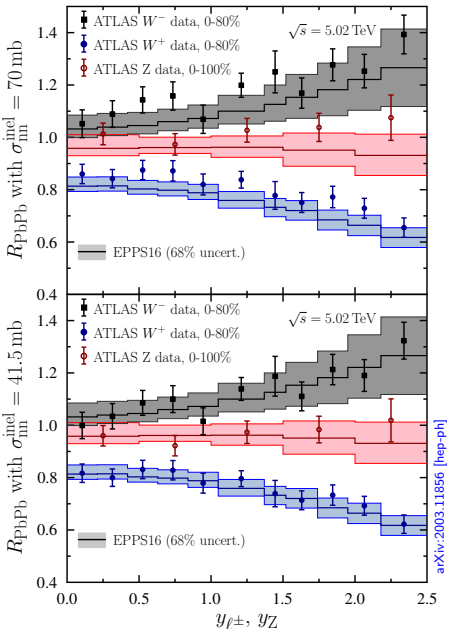 1.6
1.4
1.2
1.0
0.8
0.6
0.4
R_PbPb with σ_nn^inel = 70 mb
ATLAS W⁻ data, 0-80%
ATLAS W⁺ data, 0-80%
ATLAS Z data, 0-100%
√s = 5.02 TeV
EPPS16 (68% uncert.)
1.4
1.2
1.0
0.8
0.6
0.4
R_PbPb with σ_nn^inel = 41.5 mb
ATLAS W⁻ data, 0-80%
ATLAS W⁺ data, 0-80%
ATLAS Z data, 0-100%
√s = 5.02 TeV
EPPS16 (68% uncert.)
0.0 0.5 1.0 1.5 2.0 2.5
y_ℓ±, y_Z
arXiv:2003.11856 [hep-ph]